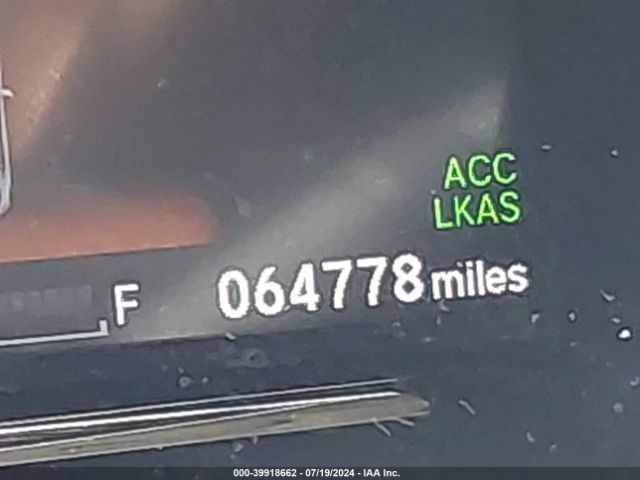 ACC
LKAS
F 064778 miles
000-39918662 - 07/19/2024 - IAA Inc.